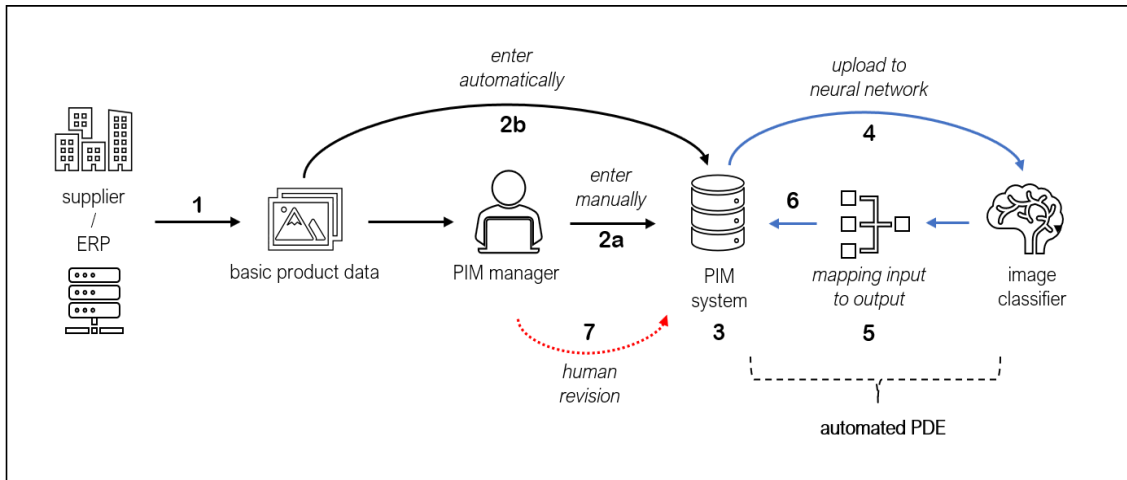 enter
automatically
2b
upload to
neural network
4
supplier
/
ERP
1
basic product data
PIM manager
enter
manually
2a
PIM
system
3
6
mapping input
to output
5
image
classifier
7
human
revision
automated PDE